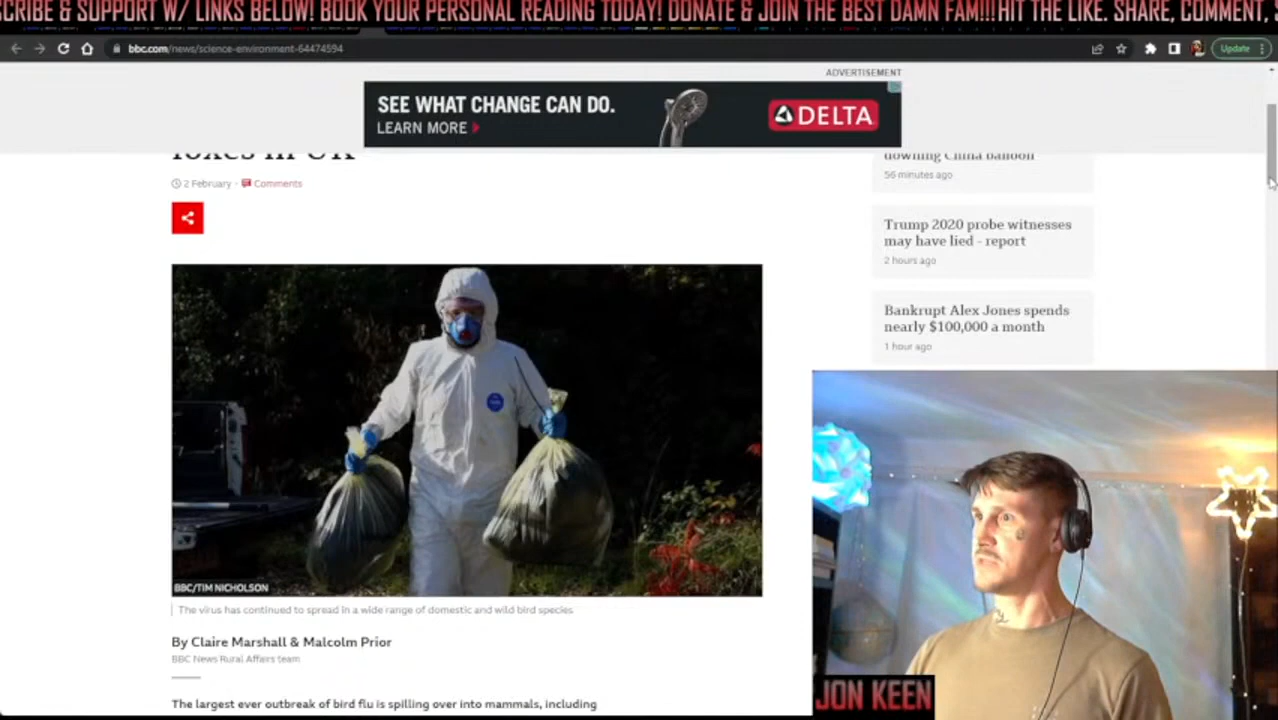 SCRIBE & SUPPORT W/ LINKS BELOW! BOOK YOUR PERSONAL READING TODAY! DONATE & JOIN THE BEST DAMN FAM!!! HIT THE LIKE. SHARE, COMMENT,
bbc.com/news/science-environment-64474594
Update
ADVERTISEMENT
SEE WHAT CHANGE CAN DO.
LEARN MORE
DELTA
foxes in UK
2 February
Comments
downing China balloon
56 minutes ago
Trump 2020 probe witnesses
may have lied - report
2 hours ago
Bankrupt Alex Jones spends
nearly $100,000 a month
1 hour ago
BBC/TIM NICHOLSON
The virus has continued to spread in a wide range of domestic and wild bird species
By Claire Marshall & Malcolm Prior
BBC News Rural Affairs team
The largest ever outbreak of bird flu is spilling over into mammals, including
JON KEEN